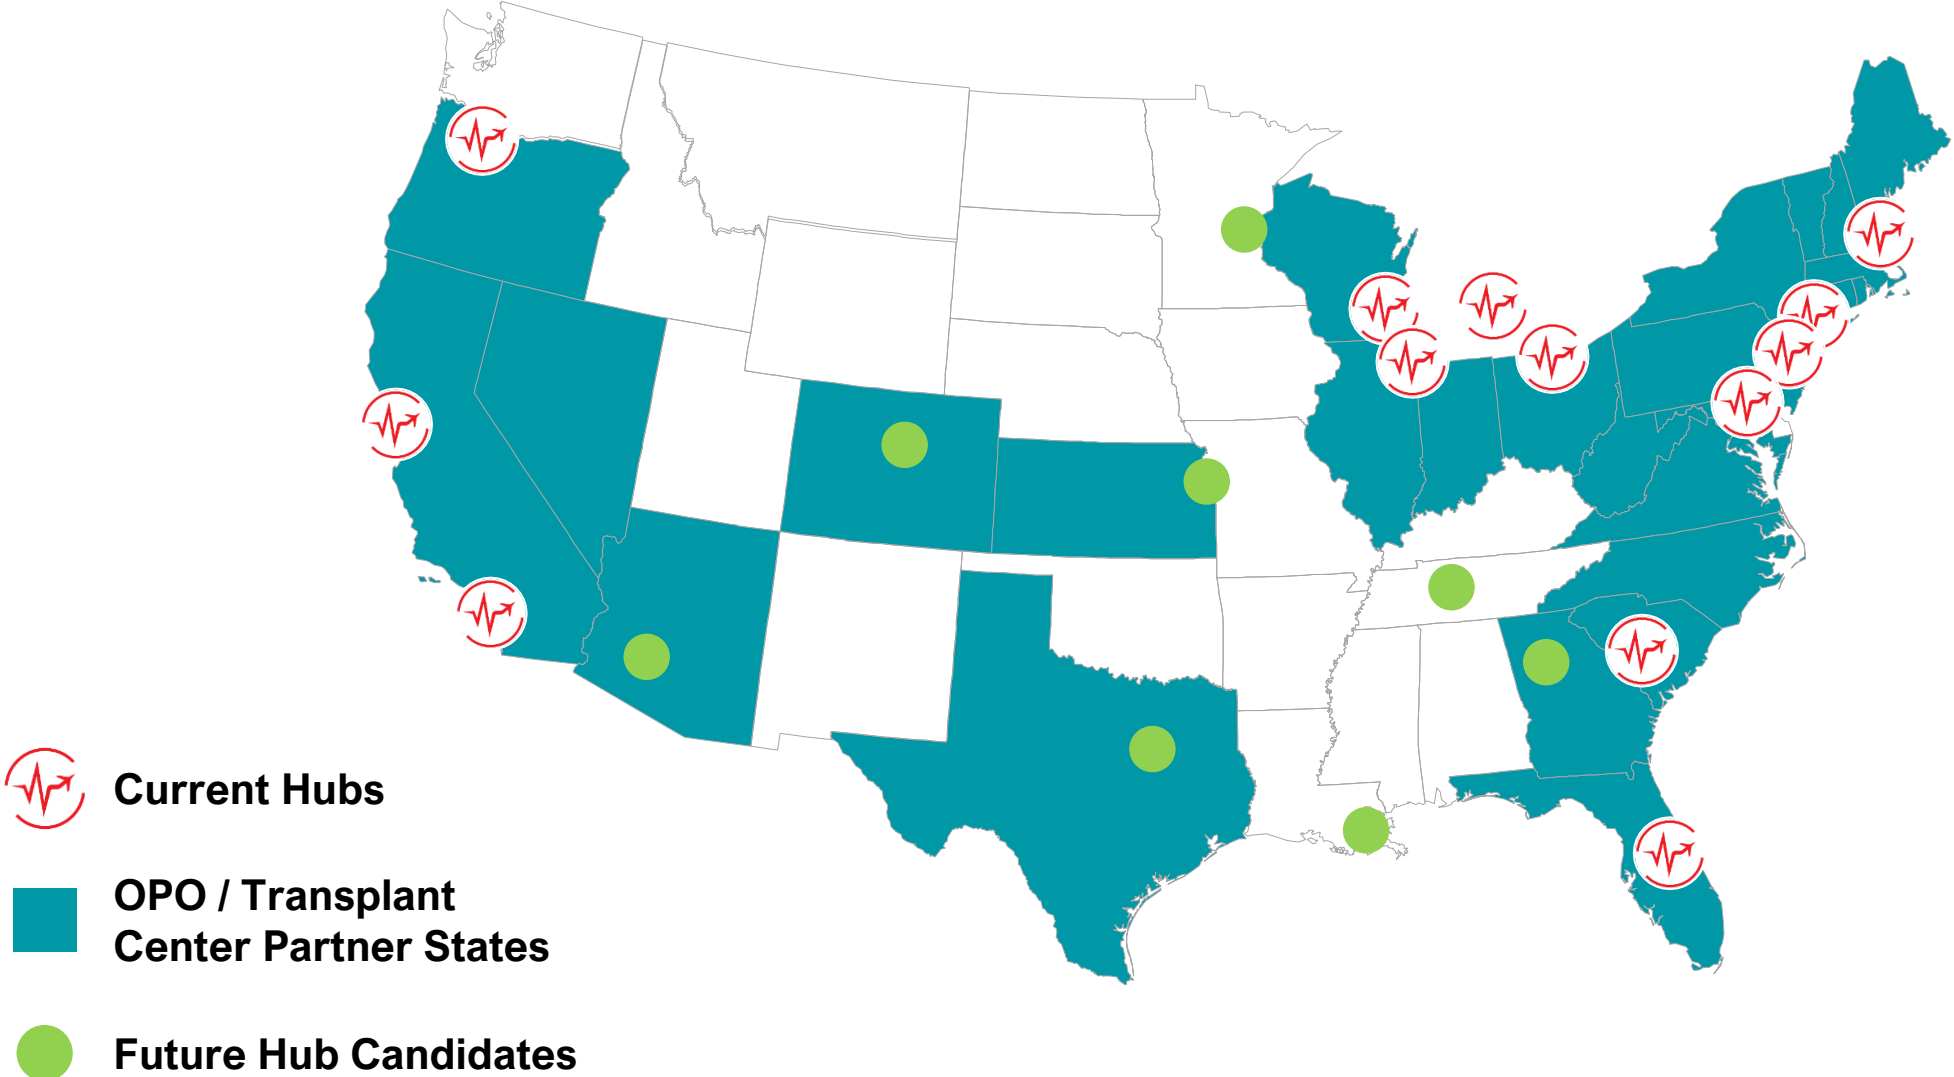 Current Hubs
OPO / Transplant
Center Partner States
Future Hub Candidates